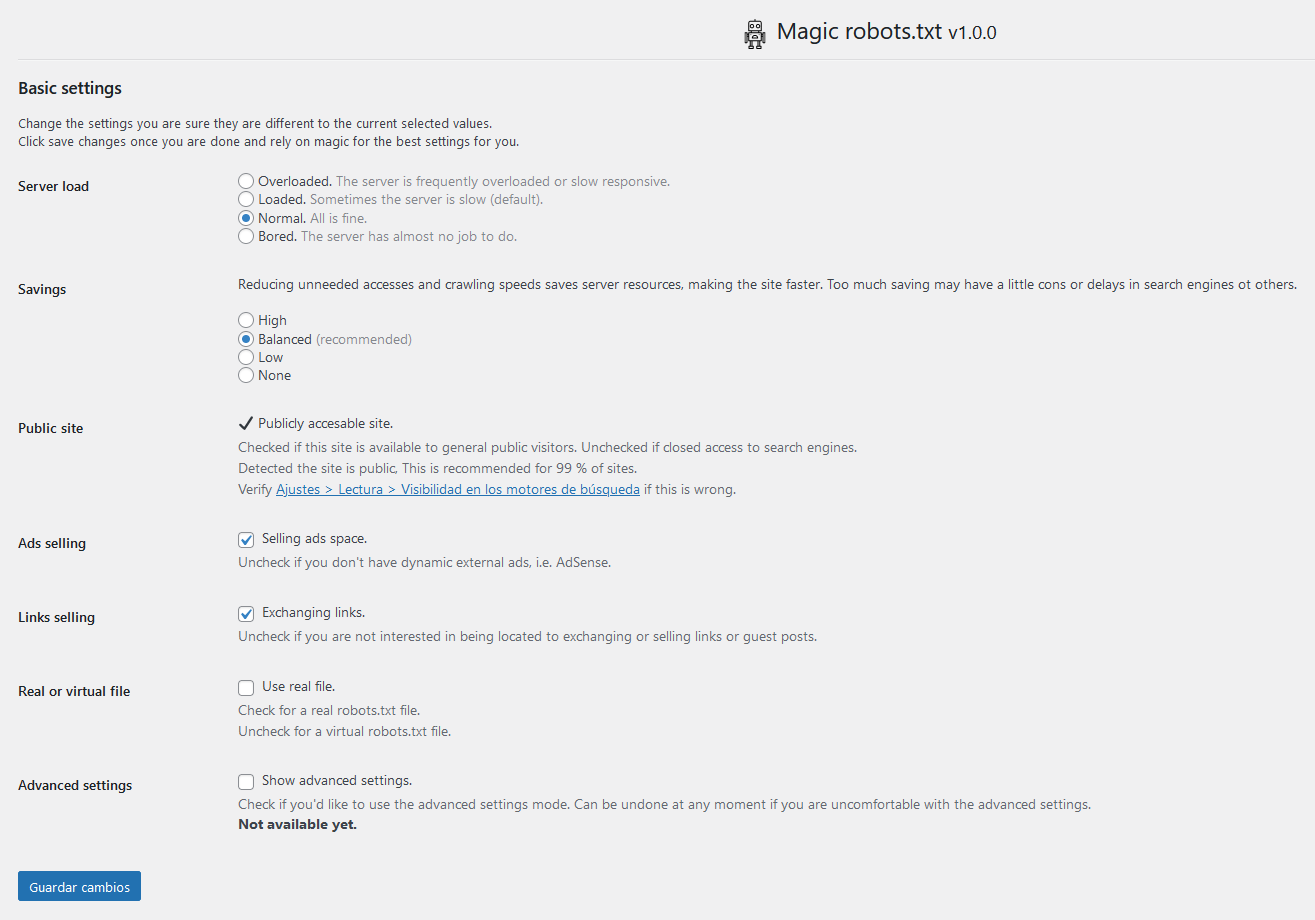 Magic robots.txt v1.0.0
Basic settings
Change the settings you are sure they are different to the current selected values.
Click save changes once you are done and rely on magic for the best settings for you.
Server load
Overloaded. The server is frequently overloaded or slow responsive.
Loaded. Sometimes the server is slow (default).
Normal. All is fine.
Bored. The server has almost no job to do.
Savings
Reducing unneeded accesses and crawling speeds saves server resources, making the site faster. Too much saving may have a little cons or delays in search engines ot others.
High
Balanced (recommended)
Low
None
Public site
Publicly accesable site.
Checked if this site is available to general public visitors. Unchecked if closed access to search engines.
Detected the site is public, This is recommended for 99 % of sites.
Verify Ajustes > Lectura > Visibilidad en los motores de búsqueda if this is wrong.
Ads selling
Selling ads space.
Uncheck if you don't have dynamic external ads, i.e. AdSense.
Links selling
Exchanging links.
Uncheck if you are not interested in being located to exchanging or selling links or guest posts.
Real or virtual file
Use real file.
Check for a real robots.txt file.
Uncheck for a virtual robots.txt file.
Advanced settings
Show advanced settings.
Check if you'd like to use the advanced settings mode. Can be undone at any moment if you are uncomfortable with the advanced settings.
Not available yet.
Guardar cambios